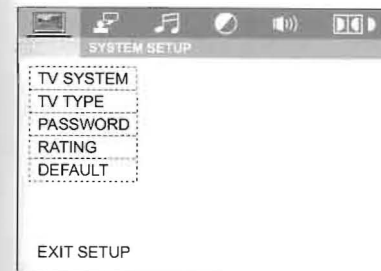 SYSTEM SETUP
TV SYSTEM
TV TYPE
PASSWORD
RATING
DEFAULT
EXIT SETUP